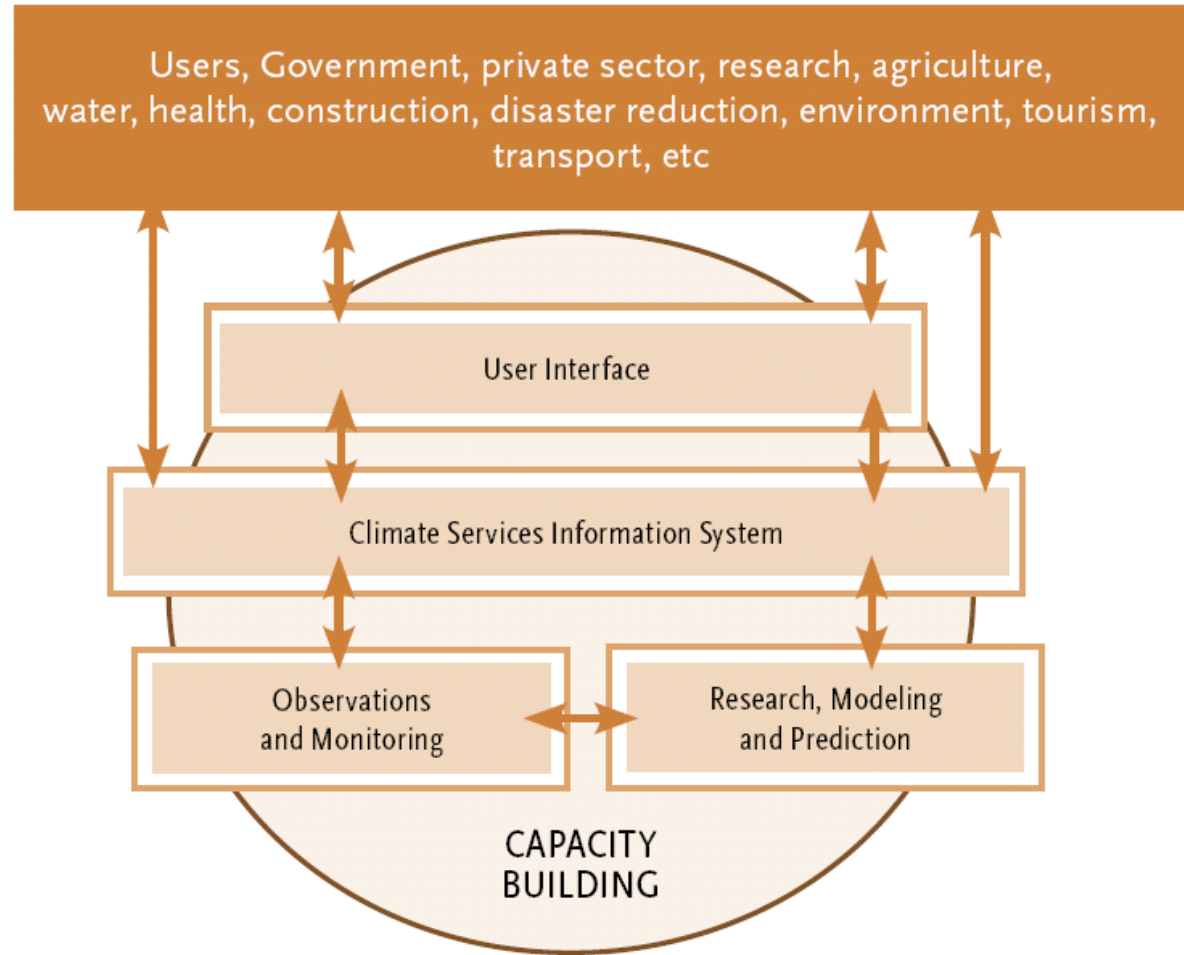 Users, Government, private sector, research, agriculture,
water, health, construction, disaster reduction, environment, tourism,
transport, etc
User Interface
Climate Services Information System
Observations
and Monitoring
Research, Modeling
and Prediction
CAPACITY
BUILDING